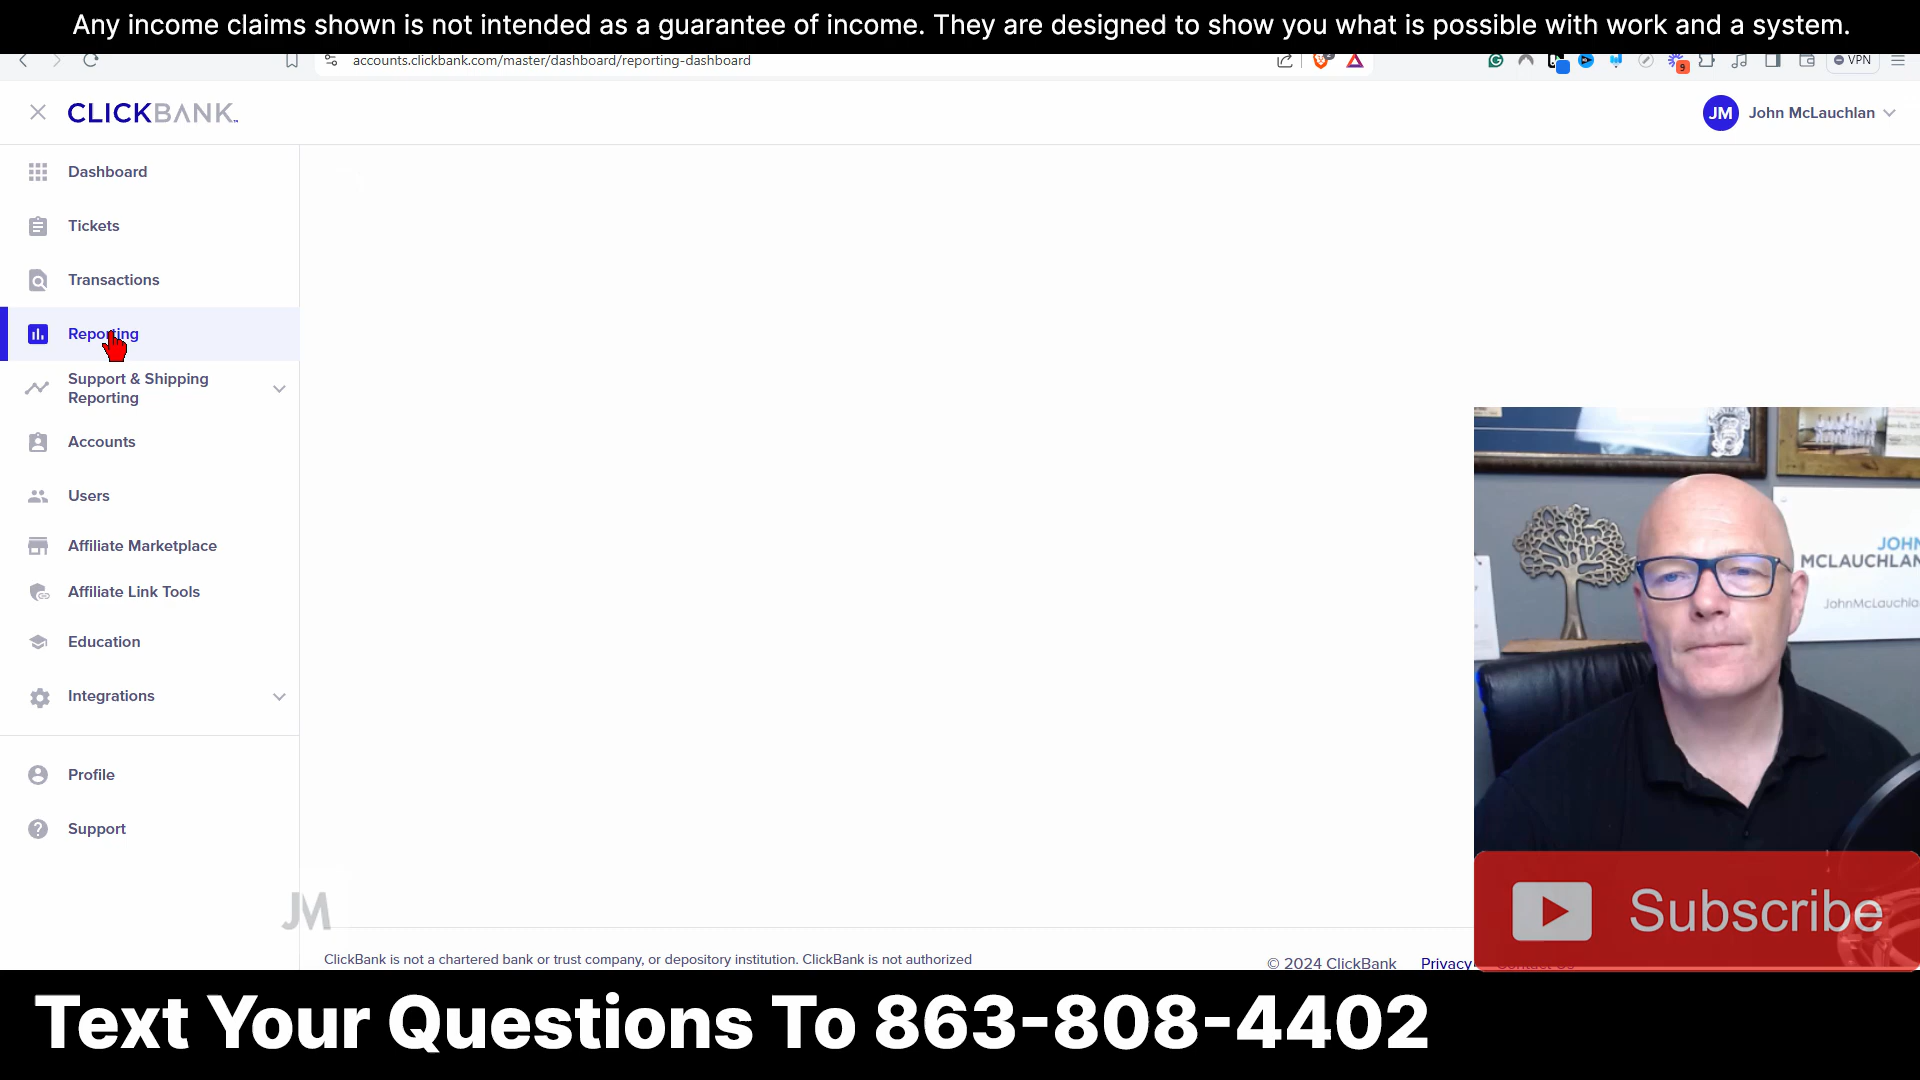 Any income claims shown is not intended as a guarantee of income. They are designed to show you what is possible with work and a system.
accounts.clickbank.com/master/dashboard/reporting-dashboard
9
VPN
CLICKBANK
JM
John McLauchlan
Dashboard
Tickets
Transactions
Reporting
Support & Shipping
Reporting
Accounts
Users
Affiliate Marketplace
Affiliate Link Tools
Education
Integrations
Profile
Support
JOHN
MCLAUCHLAN
JohnMcLauchla
JM
Subscribe
ClickBank is not a chartered bank or trust company, or depository institution. ClickBank is not authorized
© 2024 ClickBank
Privacy
Contact Us
Text Your Questions To 863-808-4402